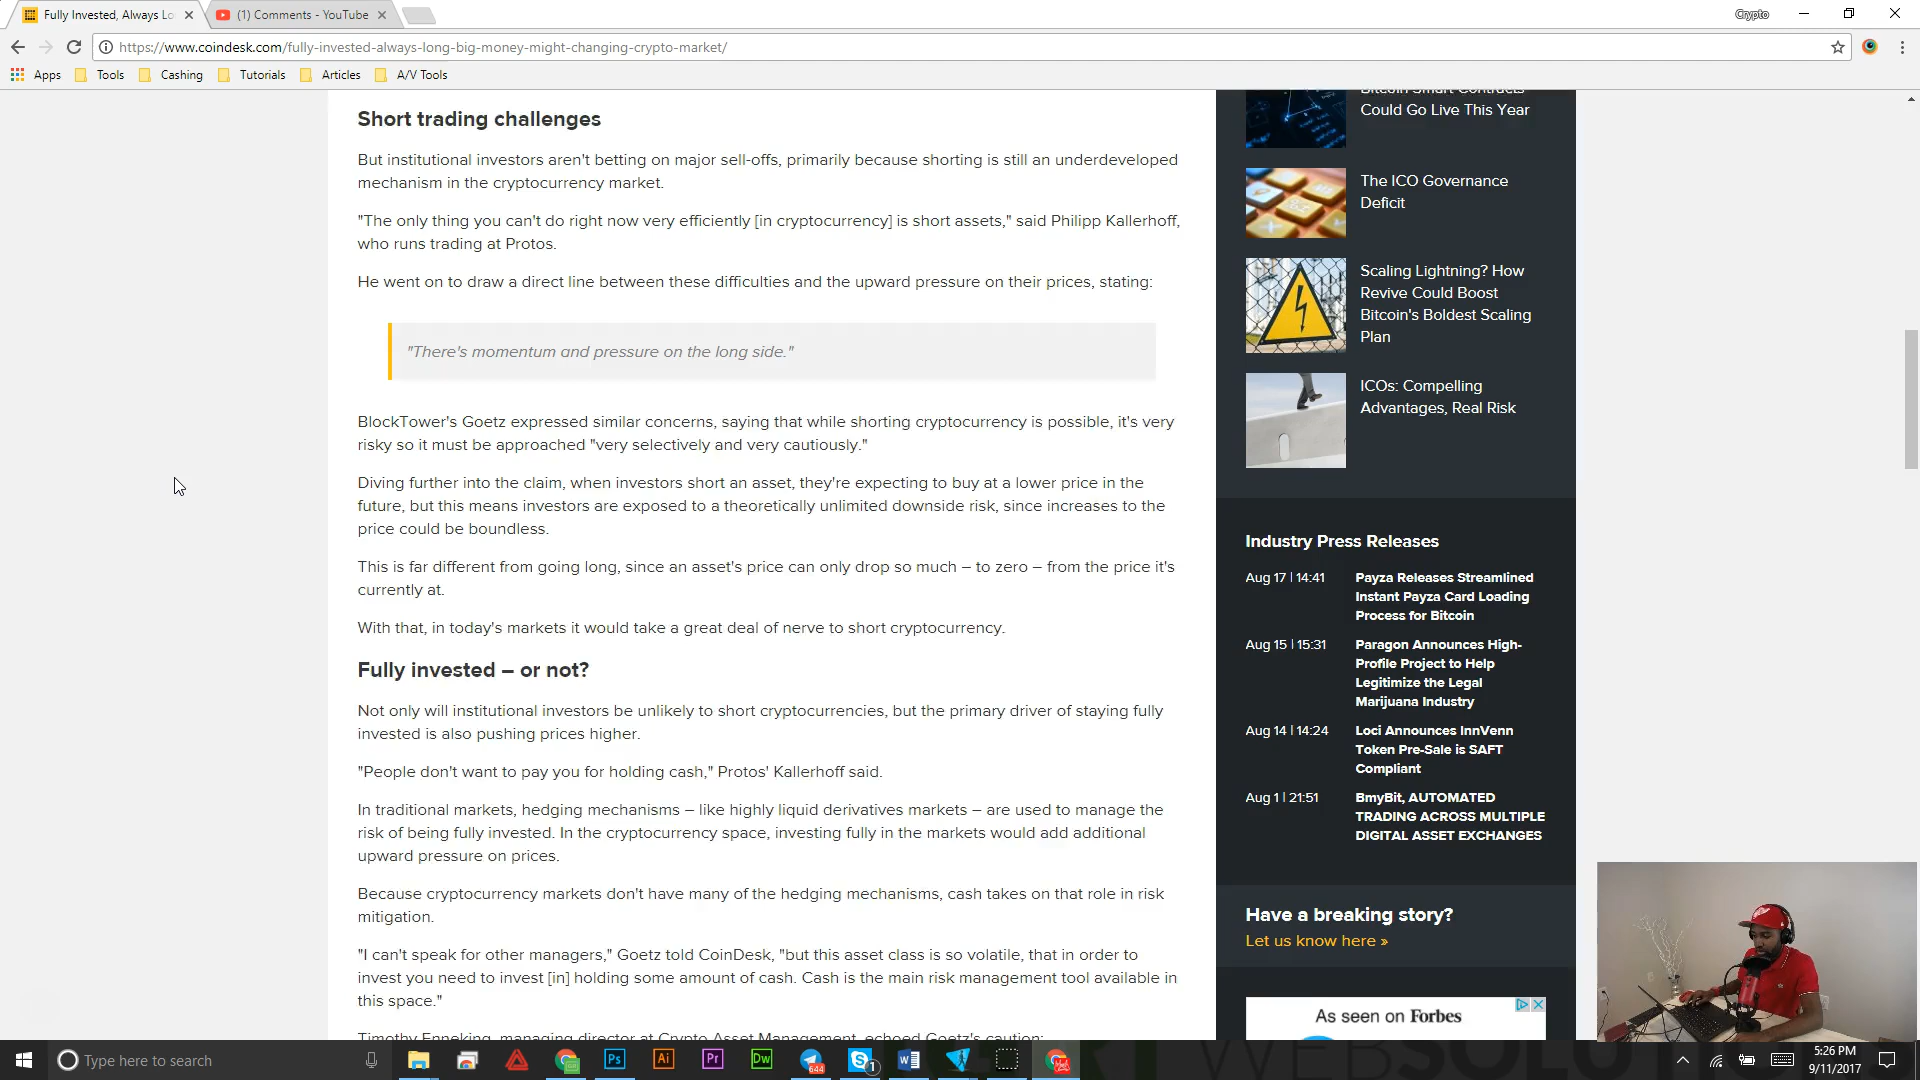 Fully Invested, Always Lo
(1) Comments - YouTube
Crypto
https://www.coindesk.com/fully-invested-always-long-big-money-might-changing-crypto-market/
Apps
Tools
Cashing
Tutorials
Articles
A/V Tools
Short trading challenges
But institutional investors aren't betting on major sell-offs, primarily because shorting is still an underdeveloped
mechanism in the cryptocurrency market.
"The only thing you can't do right now very efficiently [in cryptocurrency] is short assets," said Philipp Kallerhoff,
who runs trading at Protos.
He went on to draw a direct line between these difficulties and the upward pressure on their prices, stating:
"There's momentum and pressure on the long side."
BlockTower's Goetz expressed similar concerns, saying that while shorting cryptocurrency is possible, it's very
risky so it must be approached "very selectively and very cautiously."
Diving further into the claim, when investors short an asset, they're expecting to buy at a lower price in the
future, but this means investors are exposed to a theoretically unlimited downside risk, since increases to the
price could be boundless.
This is far different from going long, since an asset's price can only drop so much – to zero – from the price it's
currently at.
With that, in today's markets it would take a great deal of nerve to short cryptocurrency.
Fully invested – or not?
Not only will institutional investors be unlikely to short cryptocurrencies, but the primary driver of staying fully
invested is also pushing prices higher.
"People don't want to pay you for holding cash," Protos' Kallerhoff said.
In traditional markets, hedging mechanisms – like highly liquid derivatives markets – are used to manage the
risk of being fully invested. In the cryptocurrency space, investing fully in the markets would add additional
upward pressure on prices.
Because cryptocurrency markets don't have many of the hedging mechanisms, cash takes on that role in risk
mitigation.
"I can't speak for other managers," Goetz told CoinDesk, "but this asset class is so volatile, that in order to
invest you need to invest [in] holding some amount of cash. Cash is the main risk management tool available in
this space."
Timothy Enneking, managing director at Crypto Asset Management, echoed Goetz's caution:
Bitcoin Smart Contracts
Could Go Live This Year
The ICO Governance
Deficit
Scaling Lightning? How
Revive Could Boost
Bitcoin's Boldest Scaling
Plan
ICOs: Compelling
Advantages, Real Risk
Industry Press Releases
Aug 17 | 14:41
Payza Releases Streamlined
Instant Payza Card Loading
Process for Bitcoin
Aug 15 | 15:31
Paragon Announces High-
Profile Project to Help
Legitimize the Legal
Marijuana Industry
Aug 14 | 14:24
Loci Announces InnVenn
Token Pre-Sale is SAFT
Compliant
Aug 1 | 21:51
BmyBit, AUTOMATED
TRADING ACROSS MULTIPLE
DIGITAL ASSET EXCHANGES
Have a breaking story?
Let us know here »
As seen on Forbes
Type here to search
Ps
Ai
Pr
Dw
644
1
WEBSOLU
5:26 PM
9/11/2017